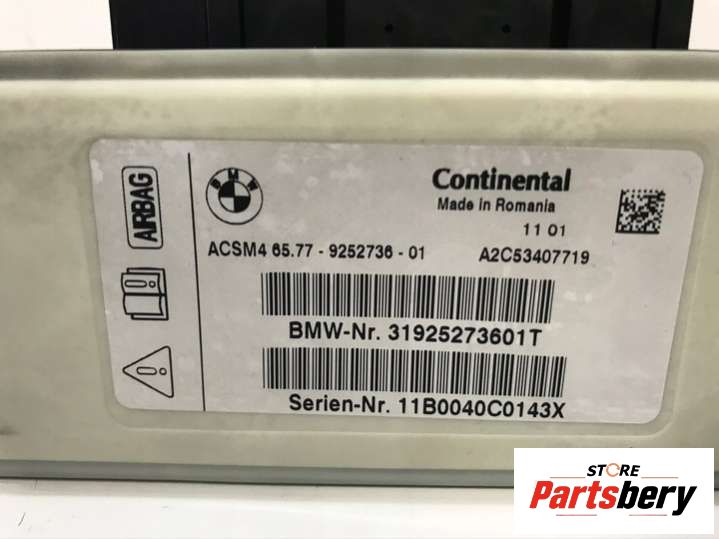 AIRBAG
BMW
Continental
Made in Romania
11 01
ACSM4 65.77 - 9252736 - 01 A2C53407719
BMW-Nr. 31925273601T
Serien-Nr. 11B0040C0143X
STORE
Partsbery